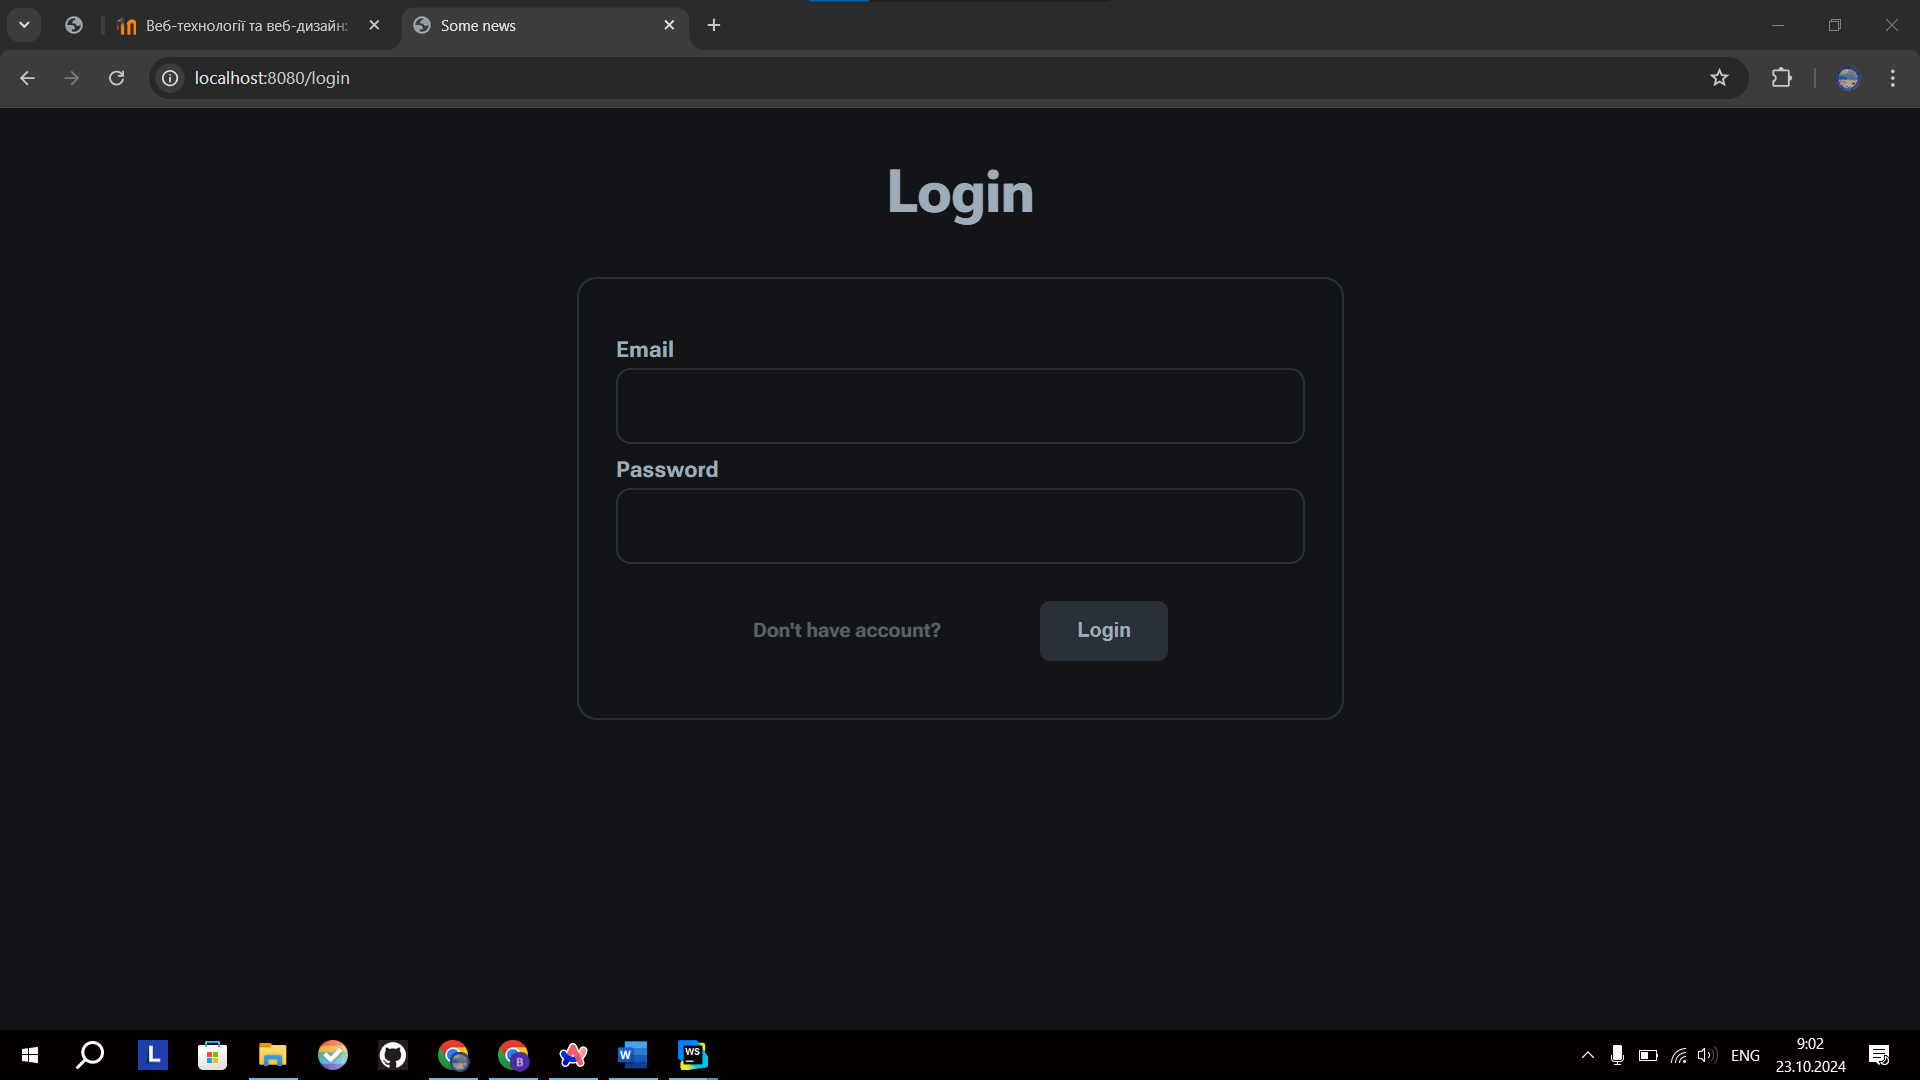 Веб-технології та веб-дизайн:
Some news
localhost:8080/login
Login
Email
Password
Don't have account?
Login
L
B
W
WS
ENG
9:02
23.10.2024